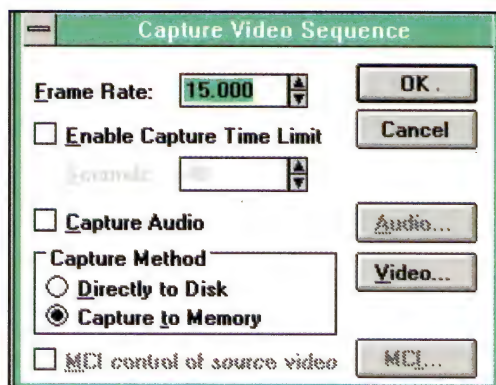 Capture Video Sequence
Frame Rate: 15.000
OK
Enable Capture Time Limit
Cancel
Capture Audio
Audio...
Capture Method
Directly to Disk
Video...
Capture to Memory
MCI control of source video
MCI...